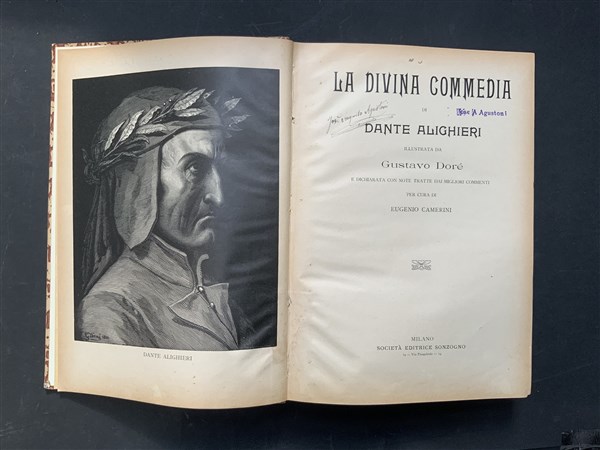 DANTE ALIGHIERI
LA DIVINA COMMEDIA
DI
DANTE ALIGHIERI
ILLUSTRATA DA
Gustavo Doré
E DICHIARATA CON NOTE TRATTE DAI MIGLIORI COMMENTI
PER CURA DI
EUGENIO CAMERINI
Agustoni
MILANO
SOCIETÀ EDITRICE SONZOGNO